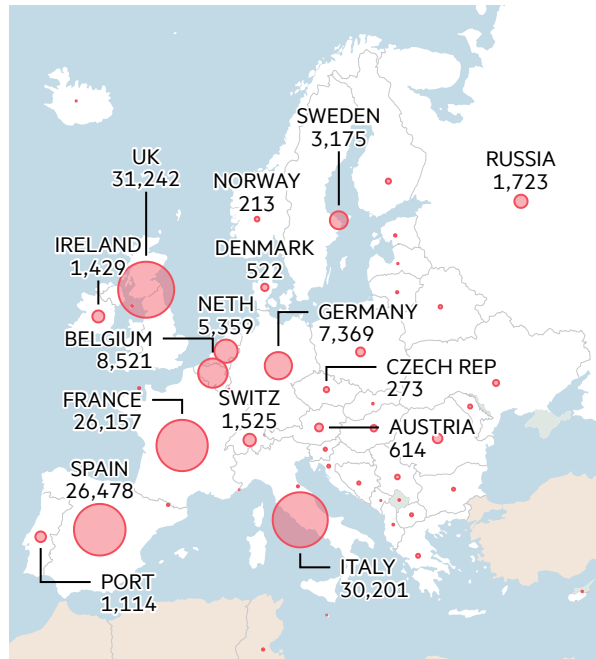 SWEDEN
3,175
UK
31,242
RUSSIA
1,723
NORWAY
213
IRELAND
1,429
DENMARK
522
NETH
5,359
GERMANY
7,369
BELGIUM
8,521
CZECH REP
273
FRANCE
26,157
SWITZ
1,525
AUSTRIA
614
SPAIN
26,478
ITALY
30,201
PORT
1,114